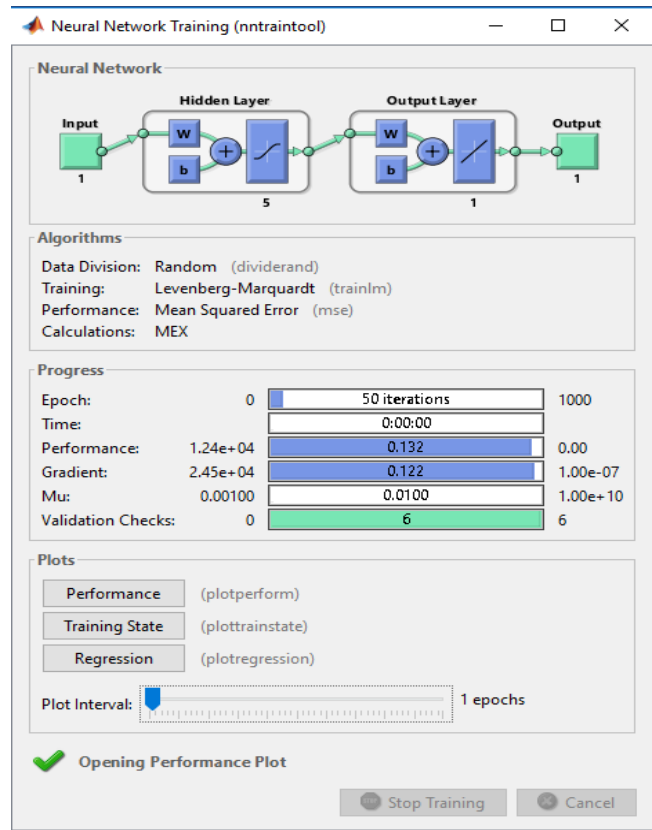 Neural Network Training (nntraintool)
Neural Network
Hidden Layer Output Layer
Input Output
W W
b b
1 1
5 1
Algorithms
Data Division: Random (dividerand)
Training: Levenberg-Marquardt (trainlm)
Performance: Mean Squared Error (mse)
Calculations: MEX
Progress
Epoch: 0 50 iterations 1000
Time: 0:00:00
Performance: 1.24e+04 0.132 0.00
Gradient: 2.45e+04 0.122 1.00e-07
Mu: 0.00100 0.0100 1.00e+10
Validation Checks: 0 6 6
Plots
Performance (plotperform)
Training State (plottrainstate)
Regression (plotregression)
Plot Interval: 1 epochs
Opening Performance Plot
Stop Training Cancel